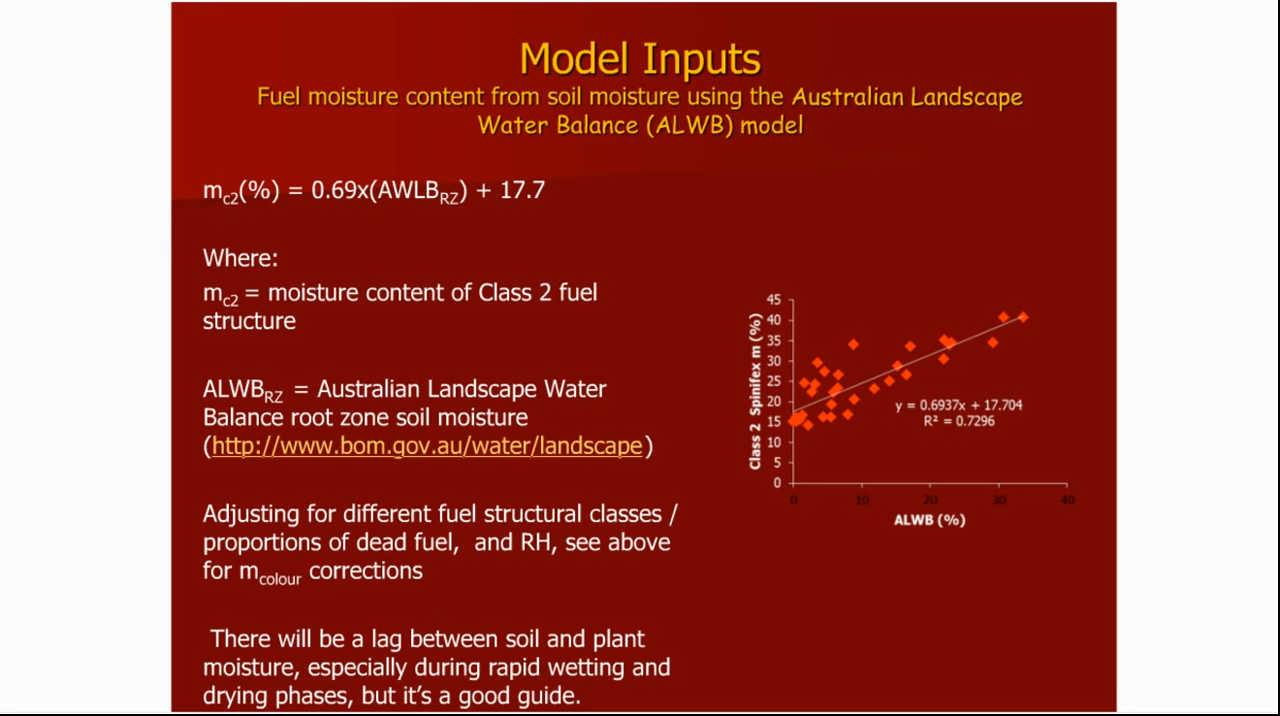 Model Inputs
Fuel moisture content from soil moisture using the Australian Landscape
Water Balance (ALWB) model
mc2(%) = 0.69x(AWLBRZ) + 17.7
Where:
mc2 = moisture content of Class 2 fuel
structure
ALWBRZ = Australian Landscape Water
Balance root zone soil moisture
(http://www.bom.gov.au/water/landscape)
Adjusting for different fuel structural classes /
proportions of dead fuel, and RH, see above
for mcolour corrections
There will be a lag between soil and plant
moisture, especially during rapid wetting and
drying phases, but it's a good guide.
Class 2 Spinifex m (%)
45
40
35
30
25
20
15
10
5
0
y = 0.6937x + 17.704
R² = 0.7296
0 10 20 30 40
ALWB (%)